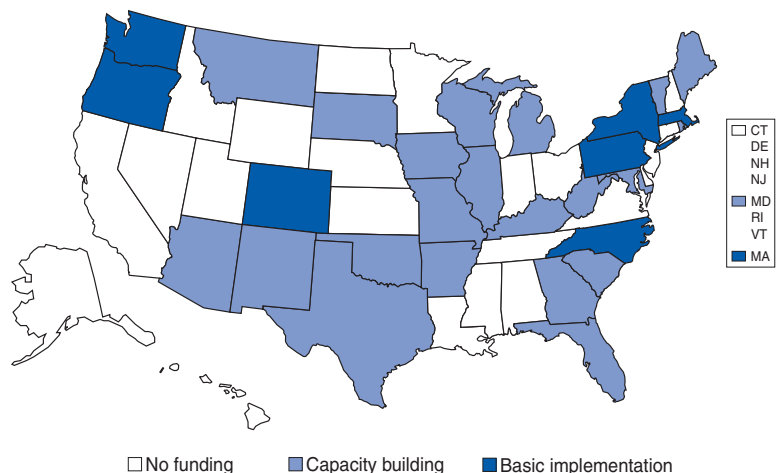 CT
DE
NH
NJ
MD
RI
VT
MA
No funding Capacity building Basic implementation